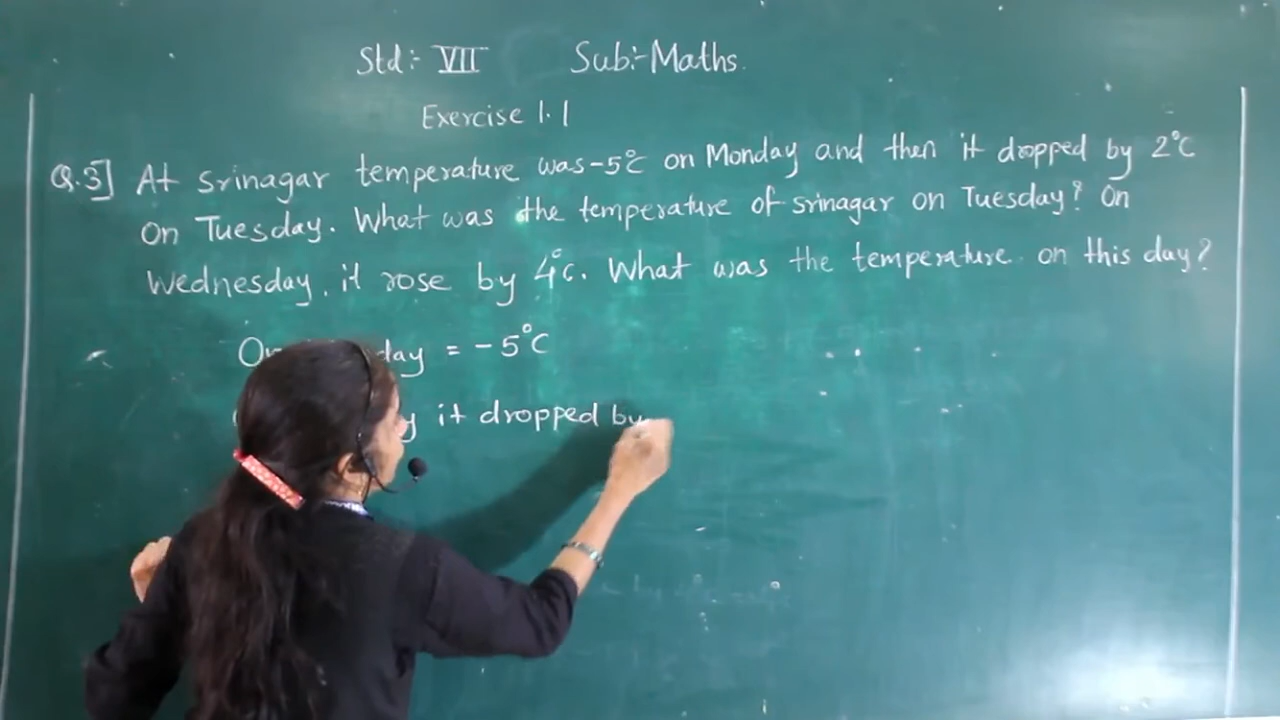 Std:- VII Sub:- Maths.
Exercise 1.1
Q.3] At srinagar temperature was -5°C on Monday and then it dropped by 2°C
on Tuesday. What was the temperature of srinagar on Tuesday? On
Wednesday, it rose by 4°C. What was the temperature on this day?
On day = -5°C
y it dropped by